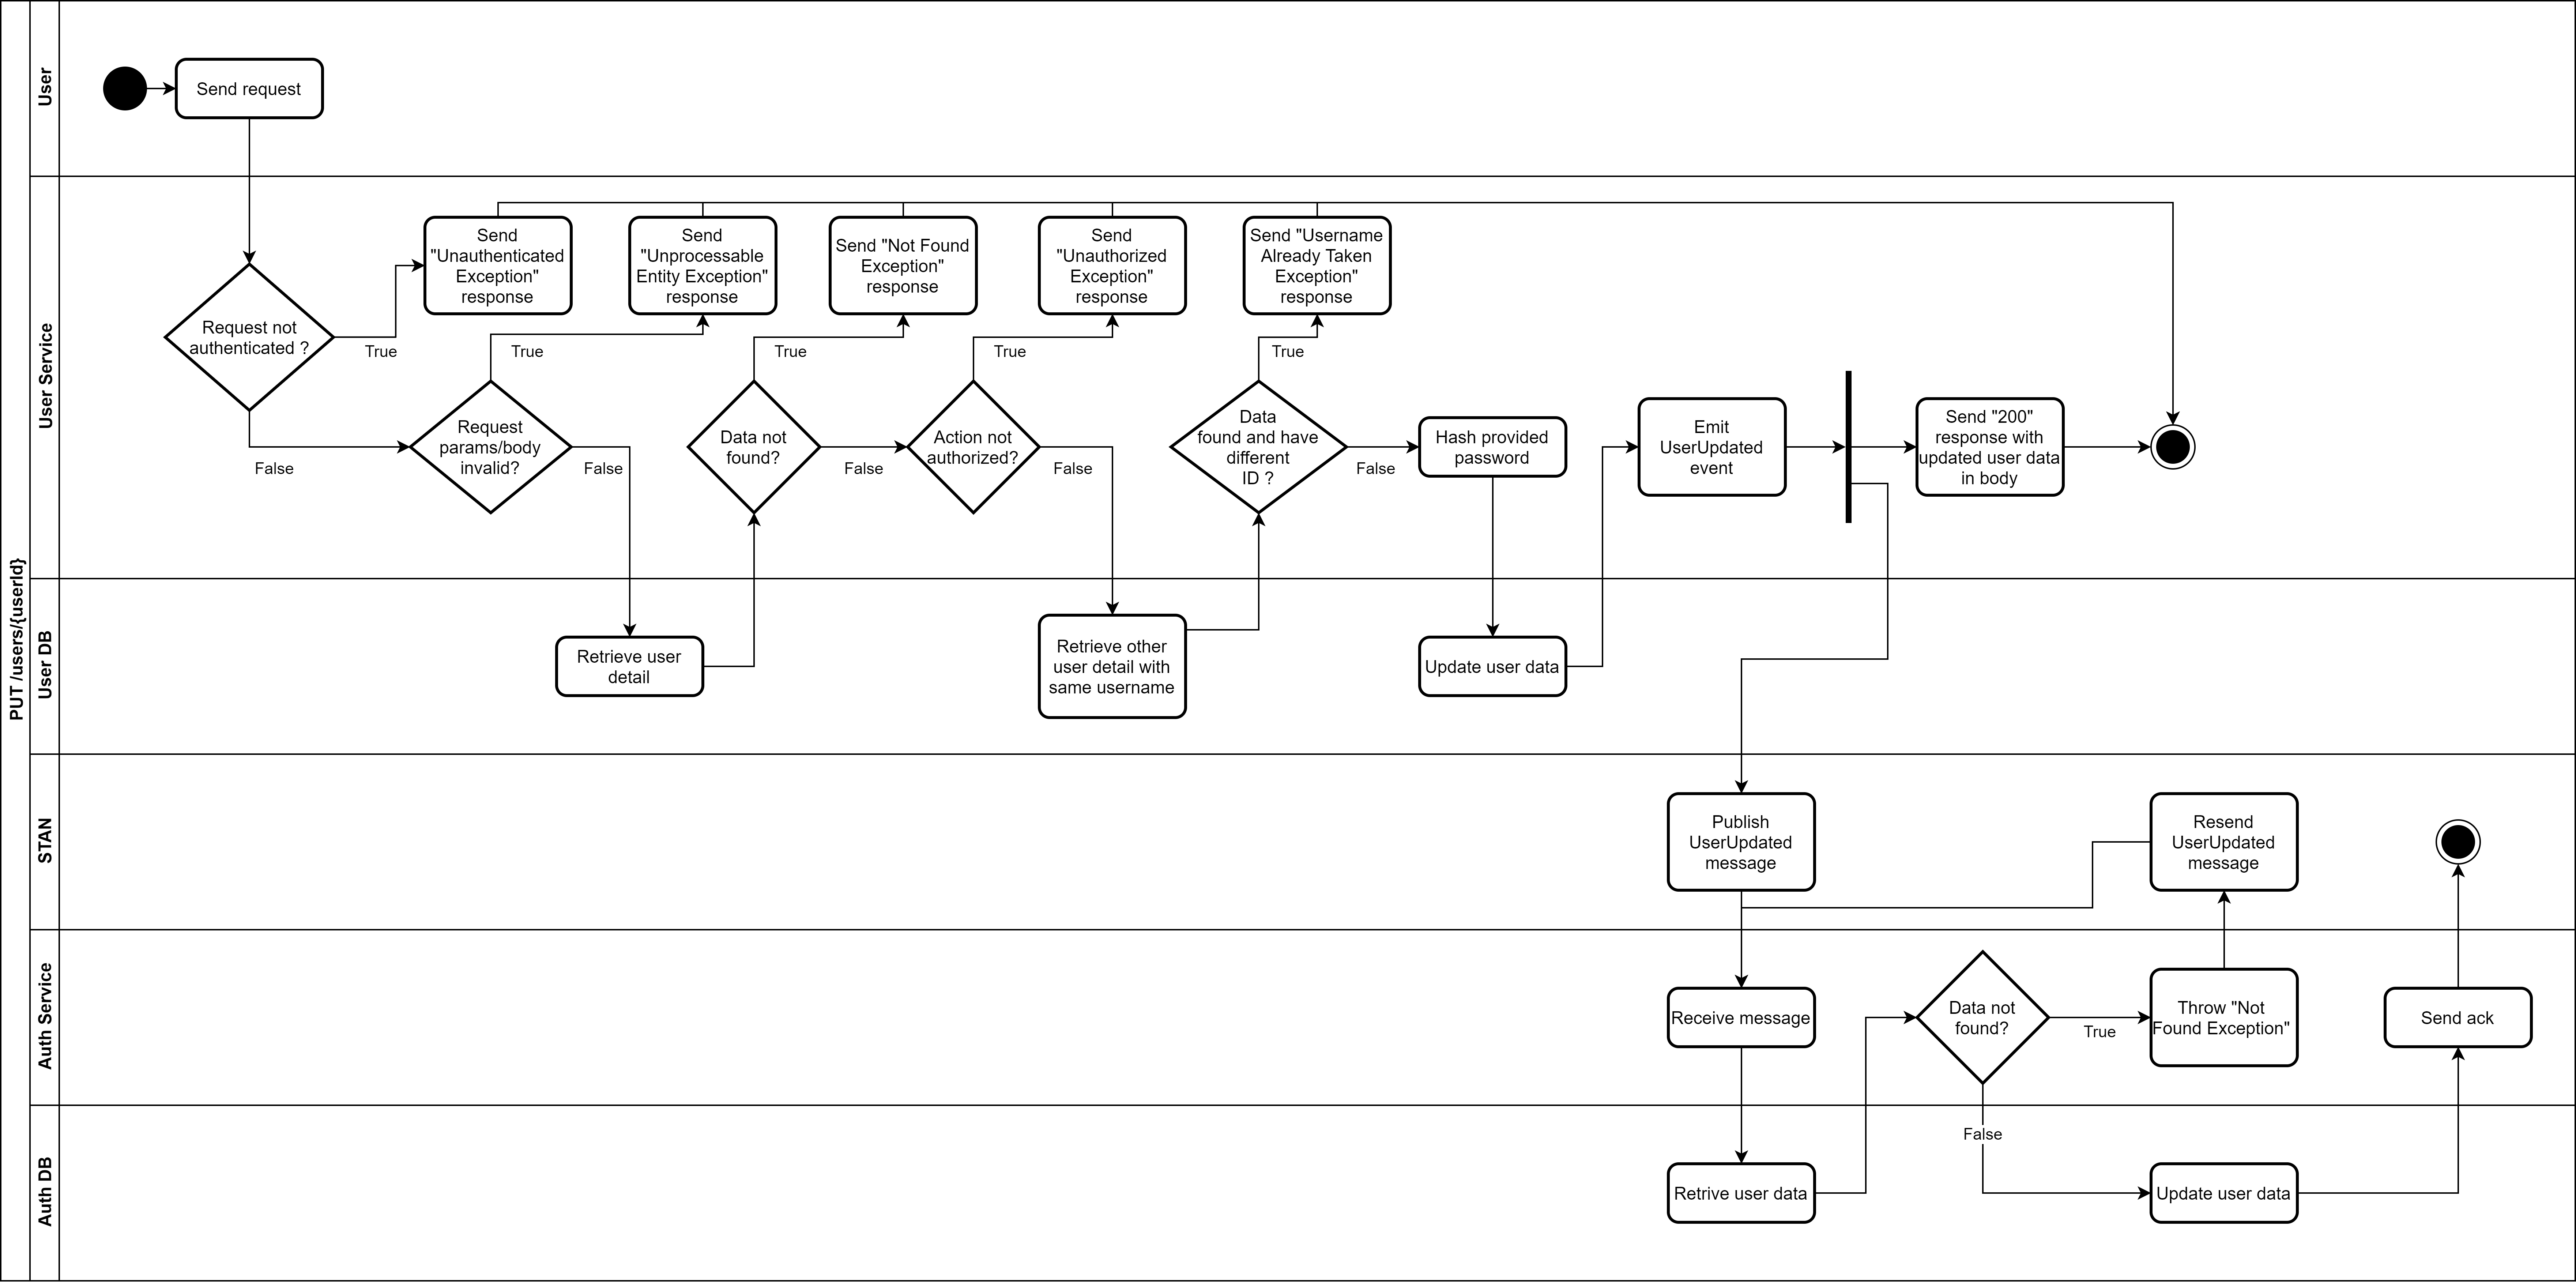 PUT /users/{userId}
User
Send request
User Service
Send
"Unauthenticated
Exception"
response
Send
"Unprocessable
Entity Exception"
response
Send "Not Found
Exception"
response
Send
"Unauthorized
Exception"
response
Send "Username
Already Taken
Exception"
response
Request not
authenticated ?
True
True
True
True
True
False
Request
params/body
invalid?
False
Data not
found?
False
Action not
authorized?
False
Data
found and have
different
ID ?
False
Hash provided
password
Emit
UserUpdated
event
Send "200"
response with
updated user data
in body
User DB
Retrieve user
detail
Retrieve other
user detail with
same username
Update user data
STAN
Publish
UserUpdated
message
Resend
UserUpdated
message
Auth Service
Receive message
Data not
found?
True
Throw "Not
Found Exception"
Send ack
False
Auth DB
Retrive user data
Update user data